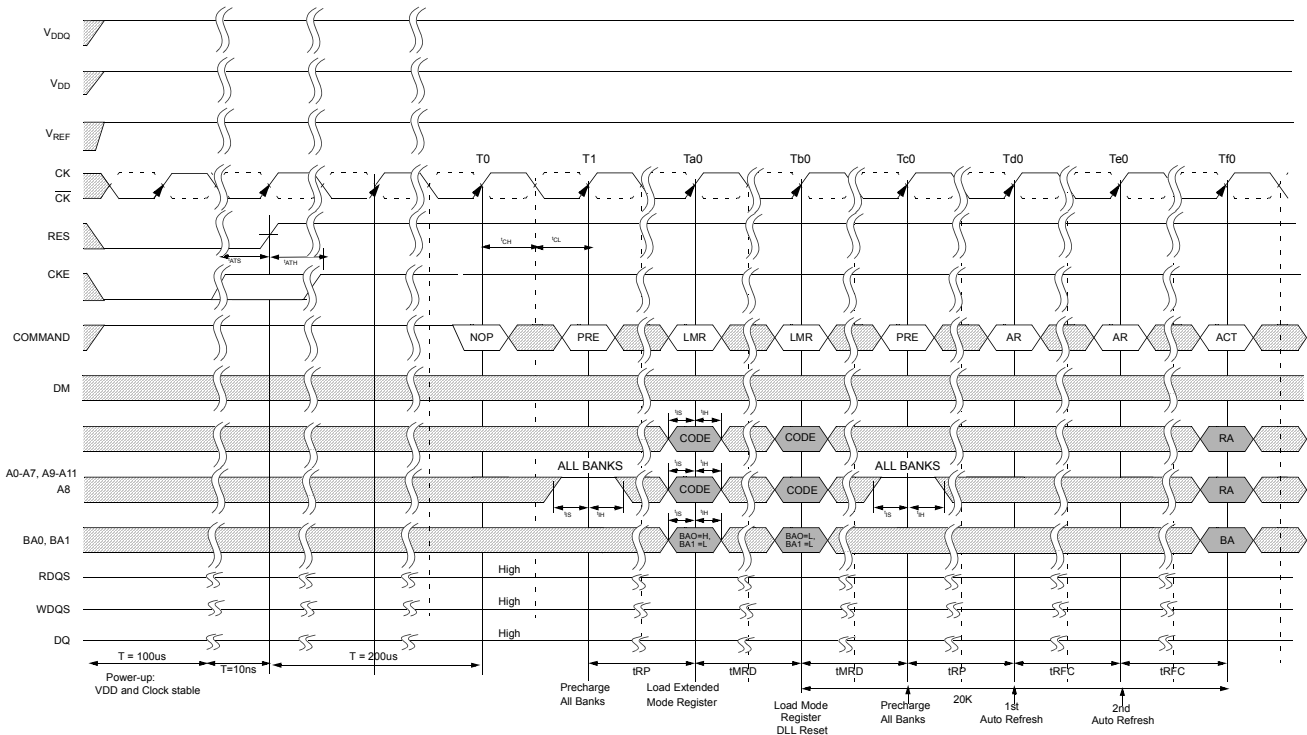 VDDQ
VDD
VREF
T0 T1 Ta0 Tb0 Tc0 Td0 Te0 Tf0
CK
CK
RES
tCH tCL
tATS tATH
CKE
COMMAND NOP PRE LMR LMR PRE AR AR ACT
DM
tIS tIH
CODE CODE RA
A0-A7, A9-A11
ALL BANKS tIS tIH ALL BANKS
A8 CODE CODE RA
tIS tIH tIS tIH tIS tIH
BA0, BA1 BAO=H, BA1 =L BAO=L, BA1 =L BA
RDQS High
WDQS High
DQ High
T = 100us T=10ns T = 200us tRP tMRD tMRD tRP tRFC tRFC
Power-up:
VDD and Clock stable
Precharge
All Banks
Load Extended
Mode Register
Load Mode
Register
DLL Reset
Precharge
All Banks
20K
1st
Auto Refresh
2nd
Auto Refresh